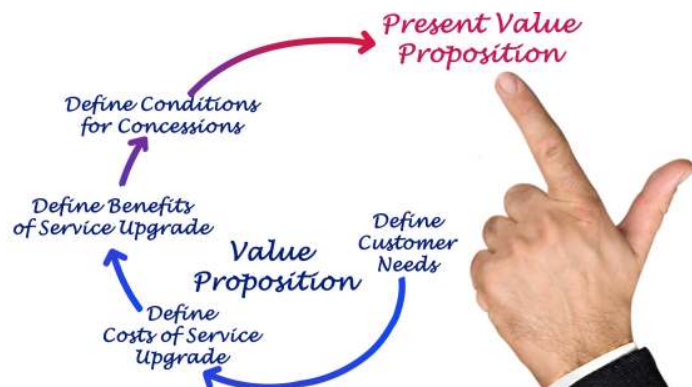 Present Value
Proposition
Define Conditions
for Concessions
Define Benefits
of Service Upgrade
Value
Proposition
Define
Customer
Needs
Define
Costs of Service
Upgrade